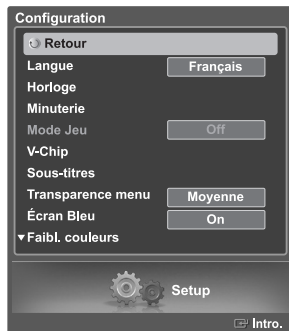 Configuration
Retour
Langue Français
Horloge
Minuterie
Mode Jeu Off
V-Chip
Sous-titres
Transparence menu Moyenne
Écran Bleu On
▼Faibl. couleurs
Setup
Intro.